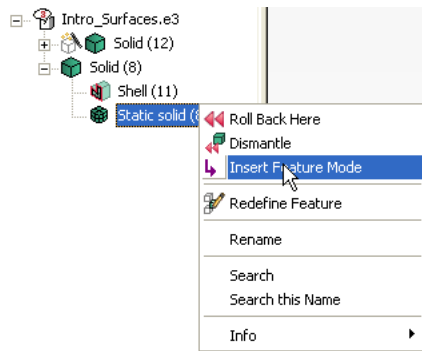 Intro_Surfaces.e3
Solid (12)
Solid (8)
Shell (11)
Static solid (
Roll Back Here
Dismantle
Insert Feature Mode
Redefine Feature
Rename
Search
Search this Name
Info